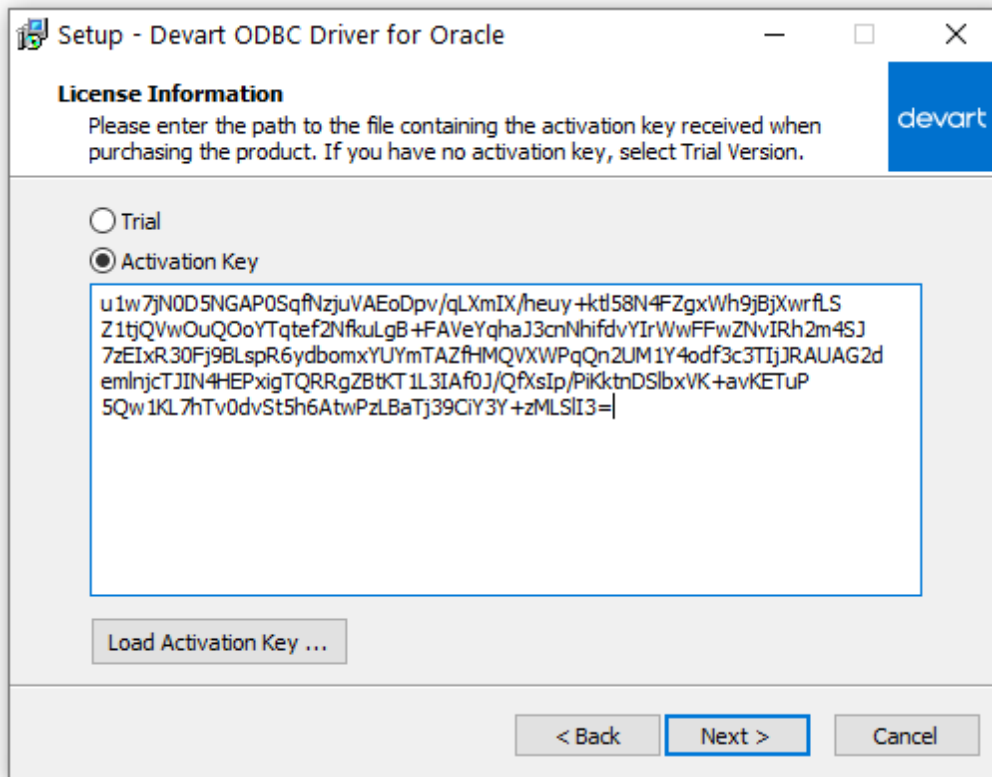 Setup - Devart ODBC Driver for Oracle
License Information
Please enter the path to the file containing the activation key received when
purchasing the product. If you have no activation key, select Trial Version.
devart
Trial
Activation Key
u1w7jN0D5NGAP0SqfNzjuVAEoDpv/qLXmIX/heuy+ktl58N4FZgxWh9jBjXwrfLS
Z1tjQVwOuQOoYTqtef2NfkuLgB+FAVeYqhaJ3cnNhifdvYIrWwFFwZNvIRh2m4SJ
7zEIxR30Fj9BLspR6ydbomxYUYmTAZfHMQVXWPqQn2UM1Y4odf3c3TIjJRAUAG2d
emlnjcTJIN4HEPxigTQRRgZBtKT1L3IAf0J/QfXsIp/PiKktnDSlbxVK+avKETuP
5Qw1KL7hTv0dvSt5h6AtwPzLBaTj39CiY3Y+zMLSlI3=
Load Activation Key ...
< Back
Next >
Cancel